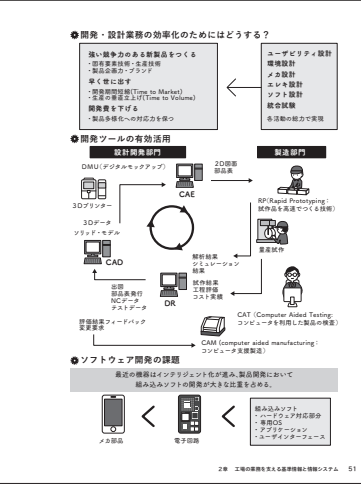 開発・設計業務の効率化のためにはどうする？
強い競争力のある新製品をつくる
・固有要素技術・生産技術
・製品企画力・ブランド
早く世に出す
・開発期間短縮(Time to Market)
・生産の垂直立上げ(Time to Volume)
開発費を下げる
・製品多様化への対応力を保つ
ユーザビリティ設計
環境設計
メカ設計
エレキ設計
ソフト設計
統合試験
各活動の総力で実現
開発ツールの有効活用
設計開発部門
製造部門
DMU(デジタルモックアップ)
2D図面
部品表
CAE
3Dプリンター
RP(Rapid Prototyping：
試作品を高速でつくる技術)
3Dデータ
ソリッド・モデル
量産試作
CAD
解析結果
シミュレーション
結果
試作結果
工程評価
コスト実績
DR
出図
部品表発行
NCデータ
テストデータ
CAT (Computer Aided Testing:
コンピュータを利用した製品の検査)
評価結果フィードバック
変更要求
CAM (computer aided manufacturing：
コンピュータ支援製造)
ソフトウェア開発の課題
最近の機器はインテリジェント化が進み、製品開発において
組み込みソフトの開発が大きな比重を占める。
組み込みソフト
・ハードウェア対応部分
・専用OS
・アプリケーション
・ユーザインターフェース
メカ部品
電子回路
2章　工場の業務を支える基準情報と情報システム　51